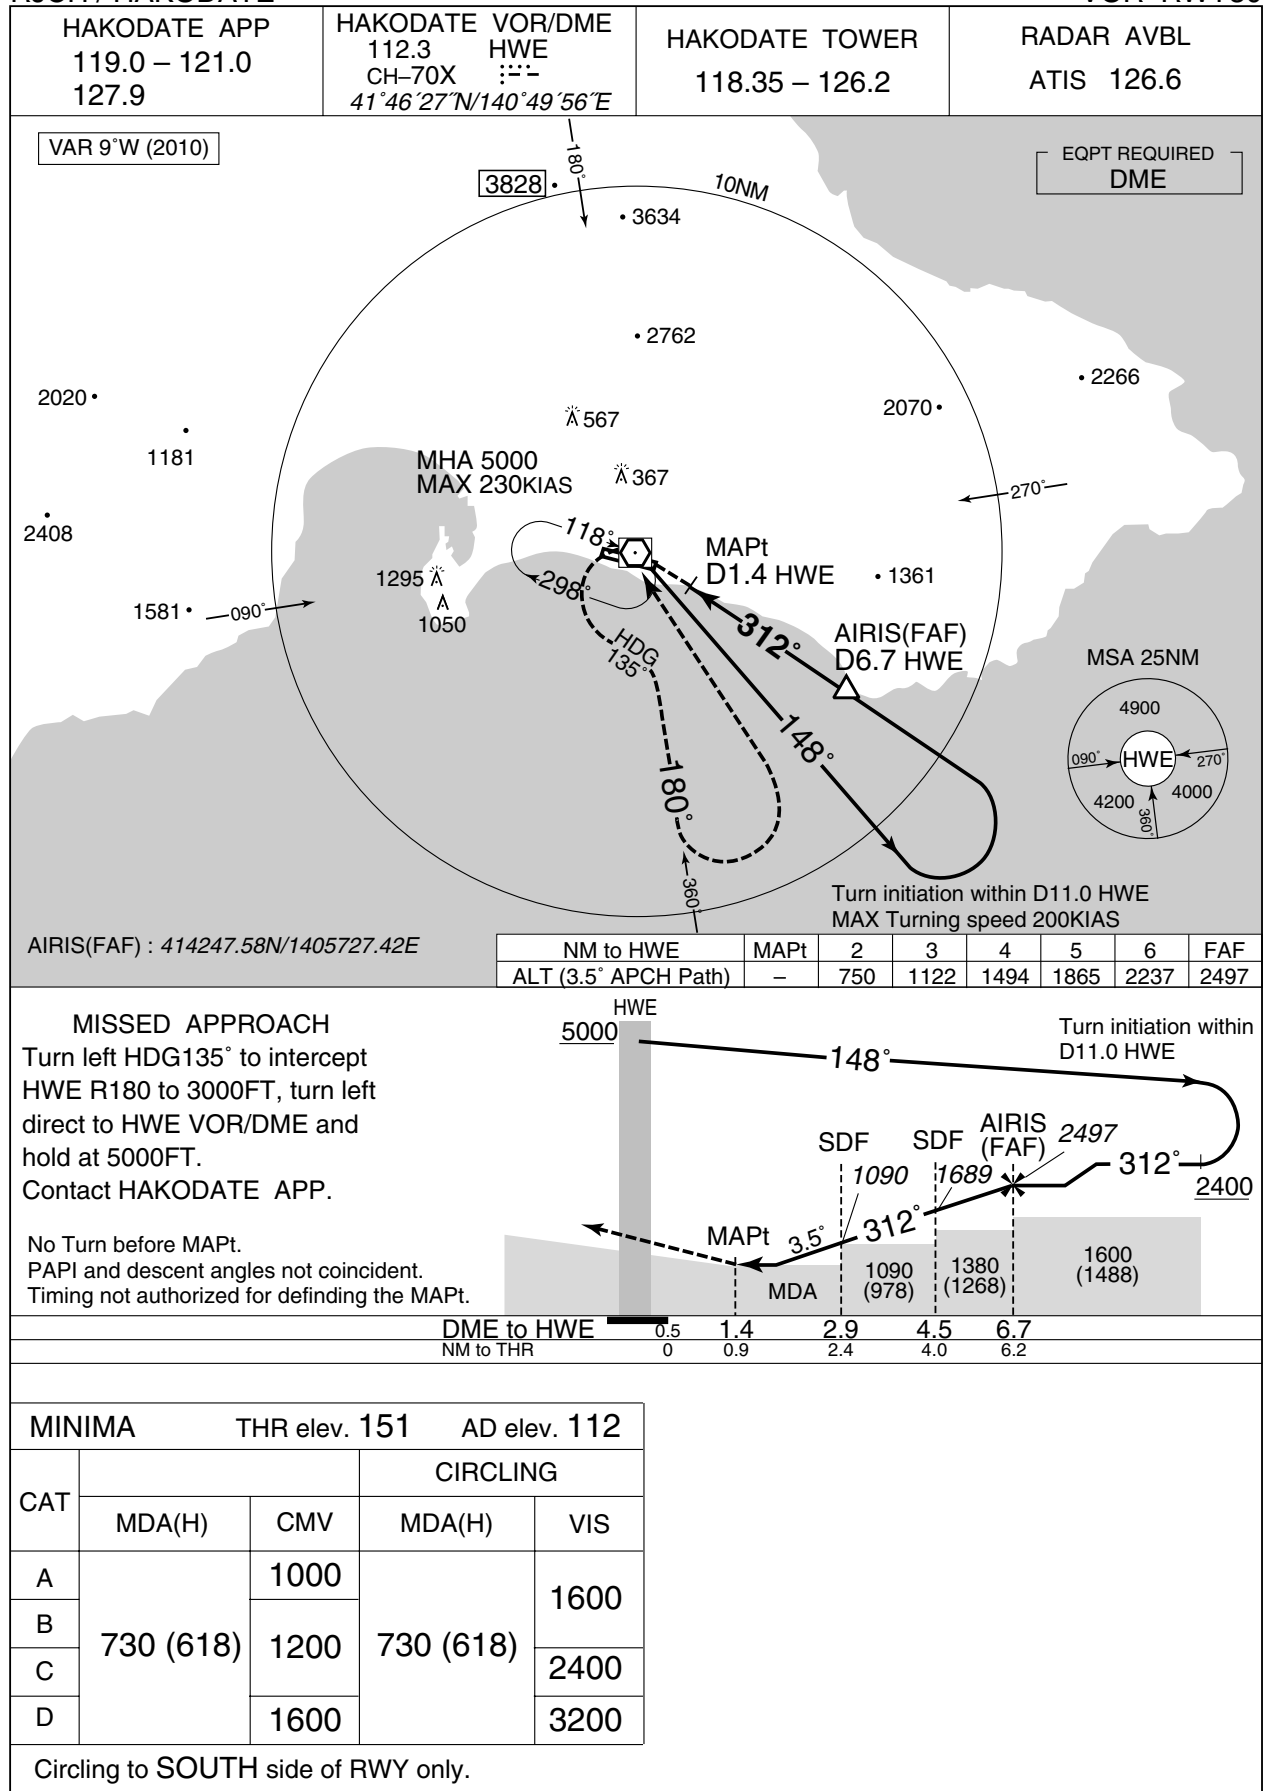 HAKODATE APP
119.0 – 121.0
127.9
HAKODATE VOR/DME
112.3 HWE
CH–70X
41˚46´27˝N/140˚49´56˝E
HAKODATE TOWER
118.35 – 126.2
RADAR AVBL
ATIS 126.6
VAR 9˚W (2010)
EQPT REQUIRED
DME
180˚
3828
10NM
3634
2762
2266
2020
2070
567
1181
MHA 5000
MAX 230KIAS
367
270˚
2408
118˚
MAPt
D1.4 HWE
1295
1361
298˚
1581
090˚
1050
312˚
AIRIS(FAF)
D6.7 HWE
HDG
135˚
MSA 25NM
4900
148˚
090˚
HWE
270˚
180˚
4200
4000
360˚
360˚
Turn initiation within D11.0 HWE
MAX Turning speed 200KIAS
AIRIS(FAF) : 414247.58N/1405727.42E
NM to HWE MAPt 2 3 4 5 6 FAF
ALT (3.5˚ APCH Path) – 750 1122 1494 1865 2237 2497
MISSED APPROACH
Turn left HDG135˚ to intercept
HWE R180 to 3000FT, turn left
direct to HWE VOR/DME and
hold at 5000FT.
Contact HAKODATE APP.
No Turn before MAPt.
PAPI and descent angles not coincident.
Timing not authorized for definding the MAPt.
HWE
5000
148˚
Turn initiation within
D11.0 HWE
SDF
1090
SDF
1689
AIRIS
(FAF)
2497
312˚
2400
MAPt
3.5˚
312˚
MDA
1090
(978)
1380
(1268)
1600
(1488)
DME to HWE 0.5 1.4 2.9 4.5 6.7
NM to THR 0 0.9 2.4 4.0 6.2
MINIMA THR elev. 151 AD elev. 112
CAT
CIRCLING
MDA(H) CMV MDA(H) VIS
A
B
C
D
730 (618)
1000
1200
1600
730 (618)
1600
2400
3200
Circling to SOUTH side of RWY only.